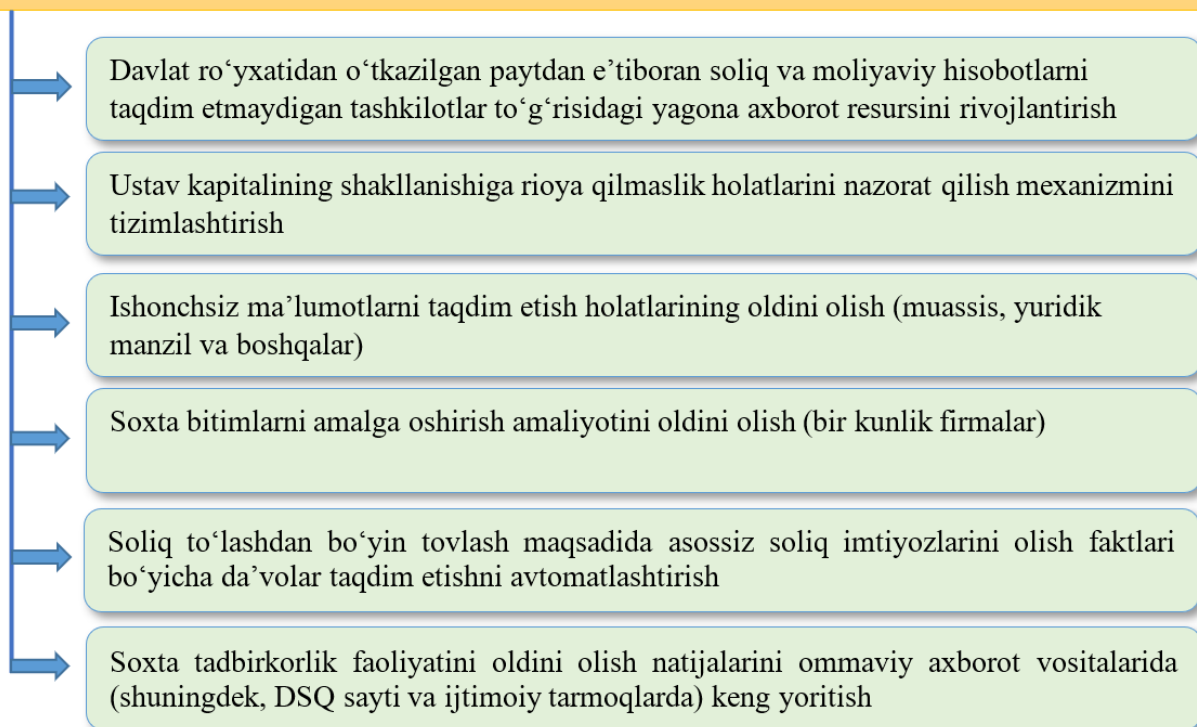 Davlat ro‘yxatidan o‘tkazilgan paytdan e’tiboran soliq va moliyaviy hisobotlarni
taqdim etmaydigan tashkilotlar to‘g‘risidagi yagona axborot resursini rivojlantirish
Ustav kapitalining shakllanishiga rioya qilmaslik holatlarini nazorat qilish mexanizmini
tizimlashtirish
Ishonchsiz ma’lumotlarni taqdim etish holatlarining oldini olish (muassis, yuridik
manzil va boshqalar)
Soxta bitimlarni amalga oshirish amaliyotini oldini olish (bir kunlik firmalar)
Soliq to‘lashdan bo‘yin tovlash maqsadida asossiz soliq imtiyozlarini olish faktlari
bo‘yicha da’volar taqdim etishni avtomatlashtirish
Soxta tadbirkorlik faoliyatini oldini olish natijalarini ommaviy axborot vositalarida
(shuningdek, DSQ sayti va ijtimoiy tarmoqlarda) keng yoritish